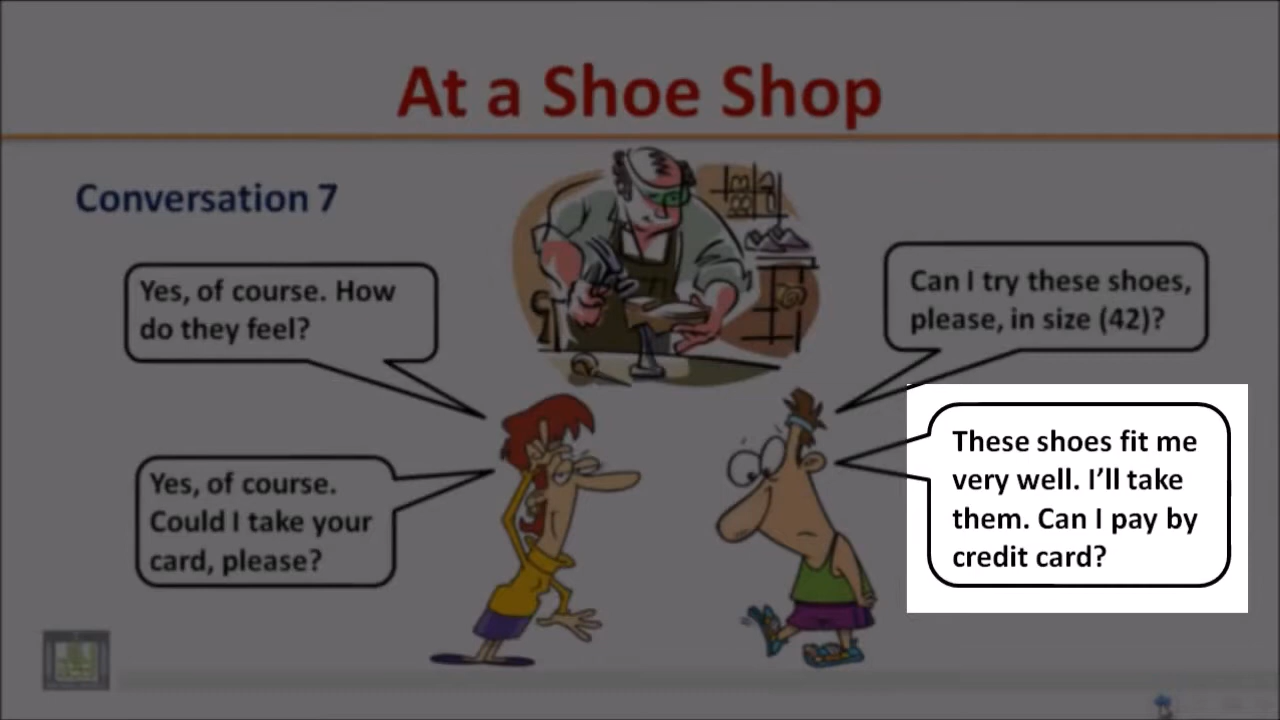 At a Shoe Shop
Conversation 7
Can I try these shoes,
please, in size (42)?
Yes, of course. How
do they feel?
These shoes fit me
very well. I'll take
them. Can I pay by
credit card?
Yes, of course.
Could I take your
card, please?